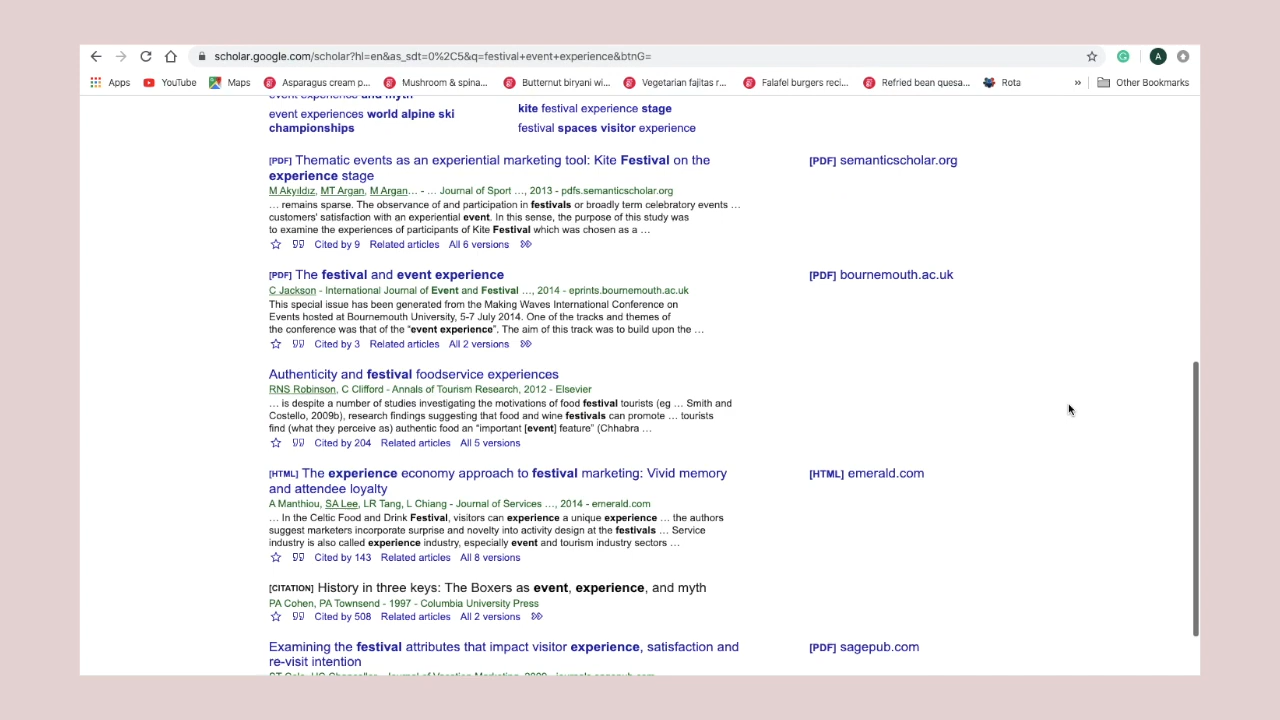 scholar.google.com/scholar?hl=en&as_sdt=0%2C5&q=festival+event+experience&btnG=
A
Apps YouTube Maps Asparagus cream p... Mushroom & spina... Butternut biryani wi... Vegetarian fajitas r... Falafel burgers reci... Refried bean quesa... Rota » Other Bookmarks
event experience and myth
kite festival experience stage
event experiences world alpine ski
championships
festival spaces visitor experience
[PDF] Thematic events as an experiential marketing tool: Kite Festival on the
experience stage
[PDF] semanticscholar.org
M Akyıldız, MT Argan, M Argan... - ... Journal of Sport ..., 2013 - pdfs.semanticscholar.org
... remains sparse. The observance of and participation in festivals or broadly term celebratory events ...
customers' satisfaction with an experiential event. In this sense, the purpose of this study was
to examine the experiences of participants of Kite Festival which was chosen as a ...
Cited by 9 Related articles All 6 versions
[PDF] The festival and event experience
[PDF] bournemouth.ac.uk
C Jackson - International Journal of Event and Festival ..., 2014 - eprints.bournemouth.ac.uk
This special issue has been generated from the Making Waves International Conference on
Events hosted at Bournemouth University, 5-7 July 2014. One of the tracks and themes of
the conference was that of the "event experience". The aim of this track was to build upon the ...
Cited by 3 Related articles All 2 versions
Authenticity and festival foodservice experiences
RNS Robinson, C Clifford - Annals of Tourism Research, 2012 - Elsevier
... is despite a number of studies investigating the motivations of food festival tourists (eg ... Smith and
Costello, 2009b), research findings suggesting that food and wine festivals can promote ... tourists
find (what they perceive as) authentic food an "important [event] feature" (Chhabra ...
Cited by 204 Related articles All 5 versions
[HTML] The experience economy approach to festival marketing: Vivid memory
and attendee loyalty
[HTML] emerald.com
A Manthiou, SA Lee, LR Tang, L Chiang - Journal of Services ..., 2014 - emerald.com
... In the Celtic Food and Drink Festival, visitors can experience a unique experience ... the authors
suggest marketers incorporate surprise and novelty into activity design at the festivals ... Service
industry is also called experience industry, especially event and tourism industry sectors ...
Cited by 143 Related articles All 8 versions
[CITATION] History in three keys: The Boxers as event, experience, and myth
PA Cohen, PA Townsend - 1997 - Columbia University Press
Cited by 508 Related articles All 2 versions
Examining the festival attributes that impact visitor experience, satisfaction and
re-visit intention
[PDF] sagepub.com